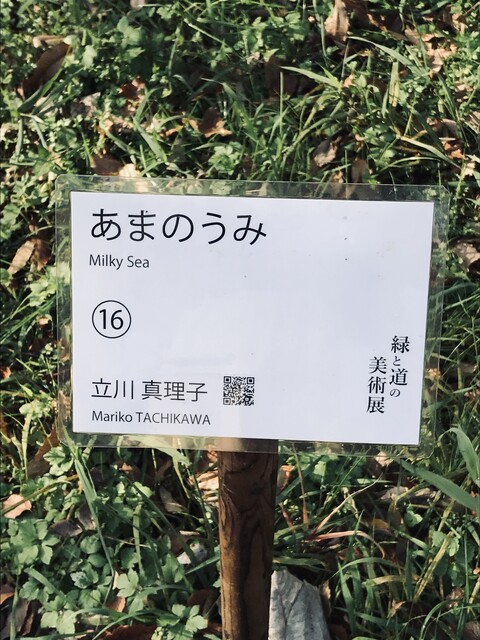 あまのうみ
Milky Sea
16
立川 真理子
Mariko TACHIKAWA
緑と道の
美術展